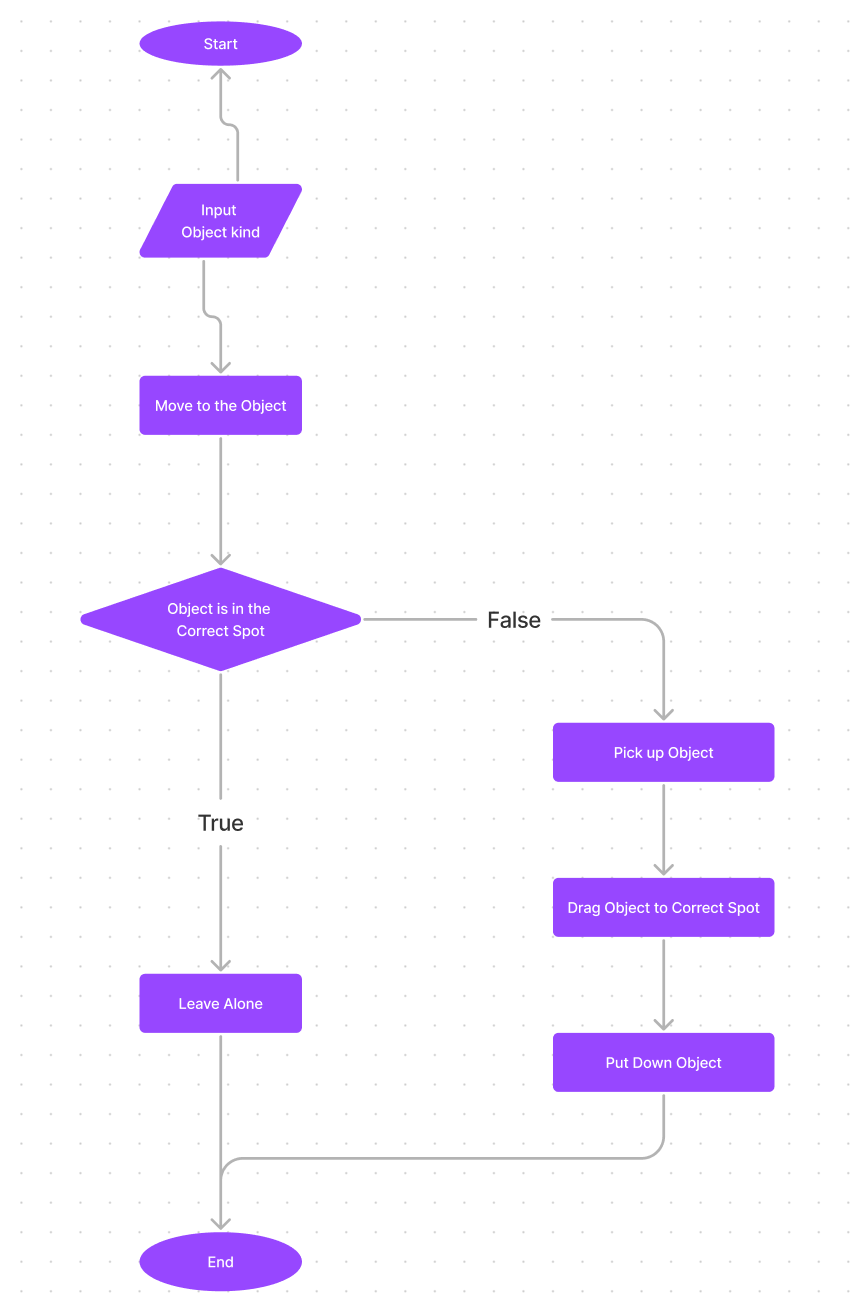 Start
Input
Object kind
Move to the Object
Object is in the
Correct Spot
False
Pick up Object
True
Drag Object to Correct Spot
Leave Alone
Put Down Object
End